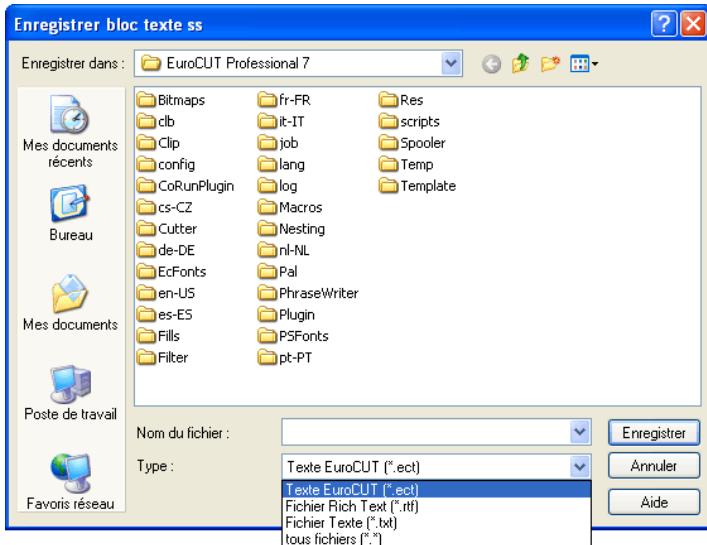 Enregistrer bloc texte ss
Enregistrer dans :
EuroCUT Professional 7
Mes documents
récents
Bureau
Mes documents
Poste de travail
Favoris réseau
Bitmaps
clb
Clip
config
CoRunPlugin
cs-CZ
Cutter
de-DE
EcFonts
en-US
es-ES
Fills
Filter
fr-FR
it-IT
job
lang
log
Macros
Nesting
nl-NL
Pal
PhraseWriter
Plugin
PSFonts
pt-PT
Res
scripts
Spooler
Temp
Template
Nom du fichier :
Enregistrer
Type :
Texte EuroCUT (*.ect)
Annuler
Texte EuroCUT (*.ect)
Fichier Rich Text (*.rtf)
Fichier Texte (*.txt)
tous fichiers (*.*)
Aide